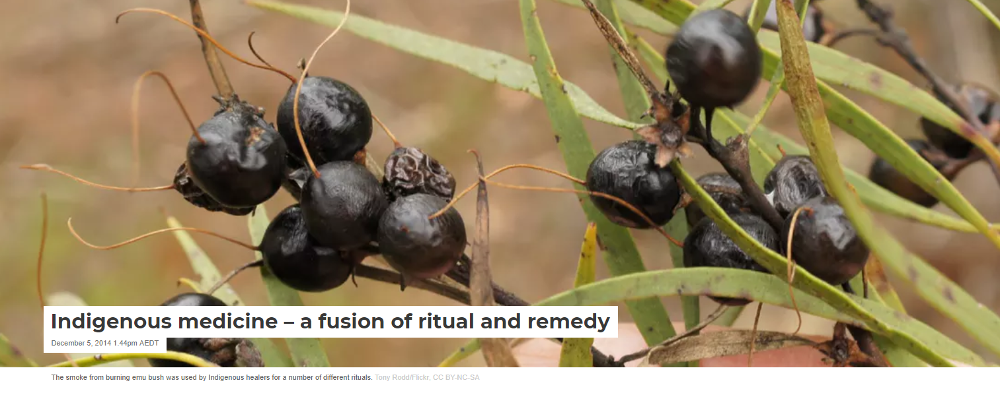 Indigenous medicine – a fusion of ritual and remedy
December 5, 2014 1.44pm AEDT
The smoke from burning emu bush was used by Indigenous healers for a number of different rituals. Tony Rodd/Flickr, CC BY-NC-SA